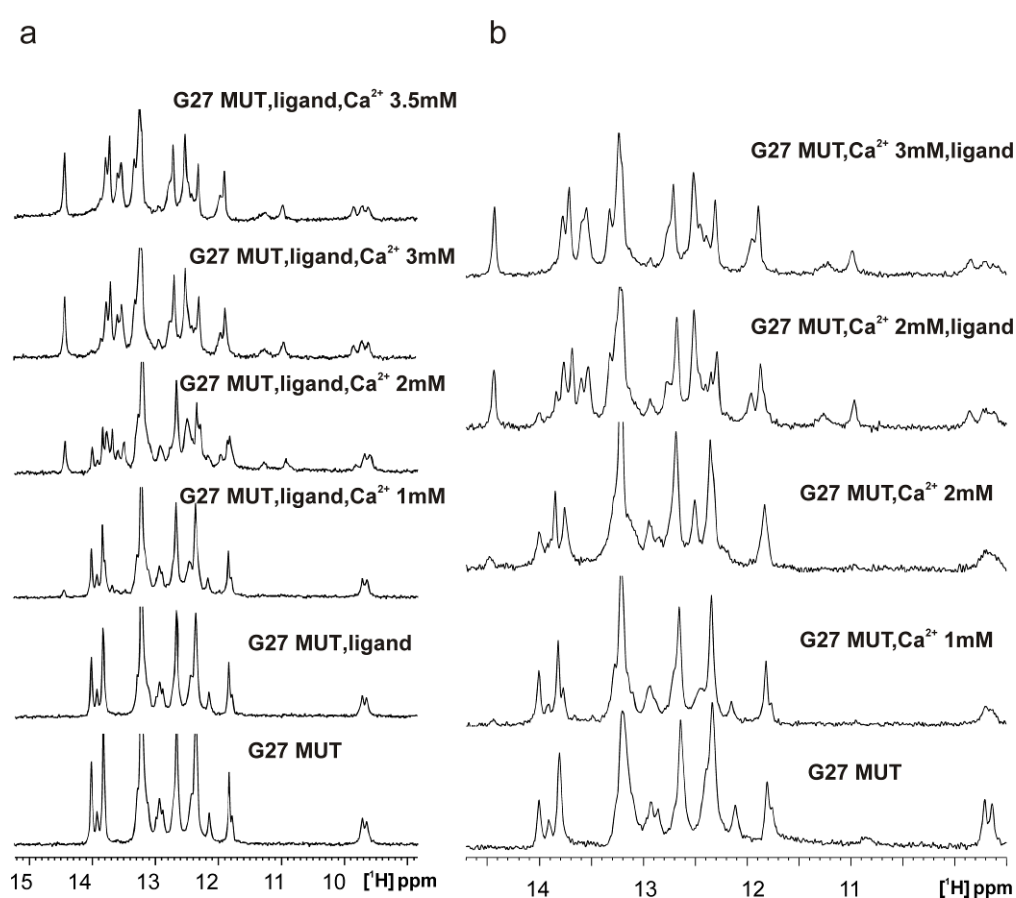 a
G27 MUT,ligand,Ca²⁺ 3.5mM
G27 MUT,ligand,Ca²⁺ 3mM
G27 MUT,ligand,Ca²⁺ 2mM
G27 MUT,ligand,Ca²⁺ 1mM
G27 MUT,ligand
G27 MUT
15 14 13 12 11 10 [¹H] ppm
b
G27 MUT,Ca²⁺ 3mM,ligand
G27 MUT,Ca²⁺ 2mM,ligand
G27 MUT,Ca²⁺ 2mM
G27 MUT,Ca²⁺ 1mM
G27 MUT
14 13 12 11 [¹H] ppm